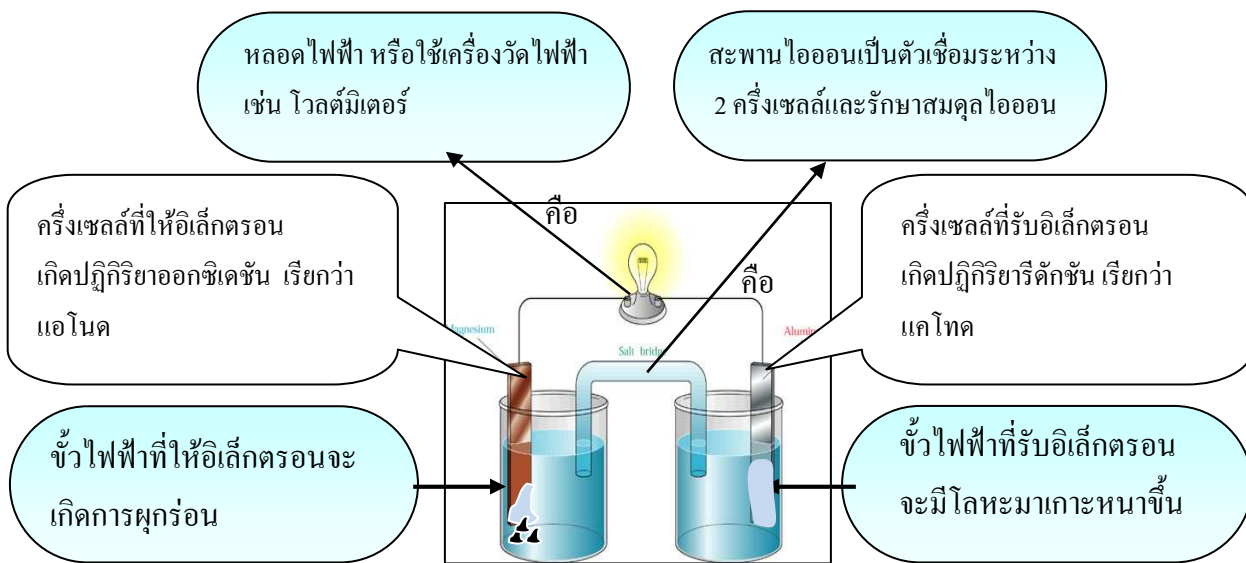 หลอดไฟฟ้า หรือใช้เครื่องวัดไฟฟ้า
เช่น โวลต์มิเตอร์
สะพานไอออนเป็นตัวเชื่อมระหว่าง
2 ครึ่งเซลล์และรักษาสมดุลไอออน
ครึ่งเซลล์ที่ให้อิเล็กตรอน
เกิดปฏิกิริยาออกซิเดชัน เรียกว่า
แอโนด
คือ
คือ
ครึ่งเซลล์ที่รับอิเล็กตรอน
เกิดปฏิกิริยารีดักชัน เรียกว่า
แคโทด
agnesium
Salt bridg
Alumin
ขั้วไฟฟ้าที่ให้อิเล็กตรอนจะ
เกิดการผุกร่อน
ขั้วไฟฟ้าที่รับอิเล็กตรอน
จะมีโลหะมาเกาะหนาขึ้น